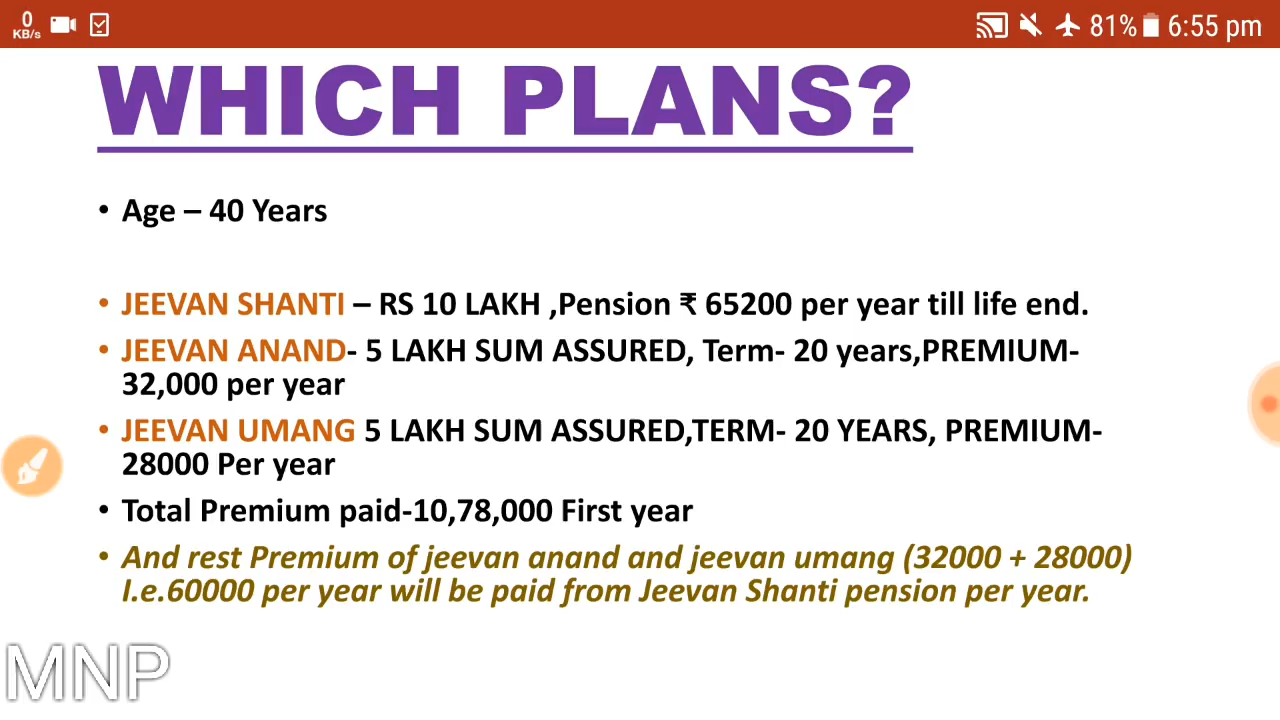 0
KB/s
81% 6:55 pm
WHICH PLANS?
• Age – 40 Years
• JEEVAN SHANTI – RS 10 LAKH ,Pension ₹ 65200 per year till life end.
• JEEVAN ANAND- 5 LAKH SUM ASSURED, Term- 20 years,PREMIUM-
32,000 per year
• JEEVAN UMANG 5 LAKH SUM ASSURED,TERM- 20 YEARS, PREMIUM-
28000 Per year
• Total Premium paid-10,78,000 First year
• And rest Premium of jeevan anand and jeevan umang (32000 + 28000)
I.e.60000 per year will be paid from Jeevan Shanti pension per year.
MNP